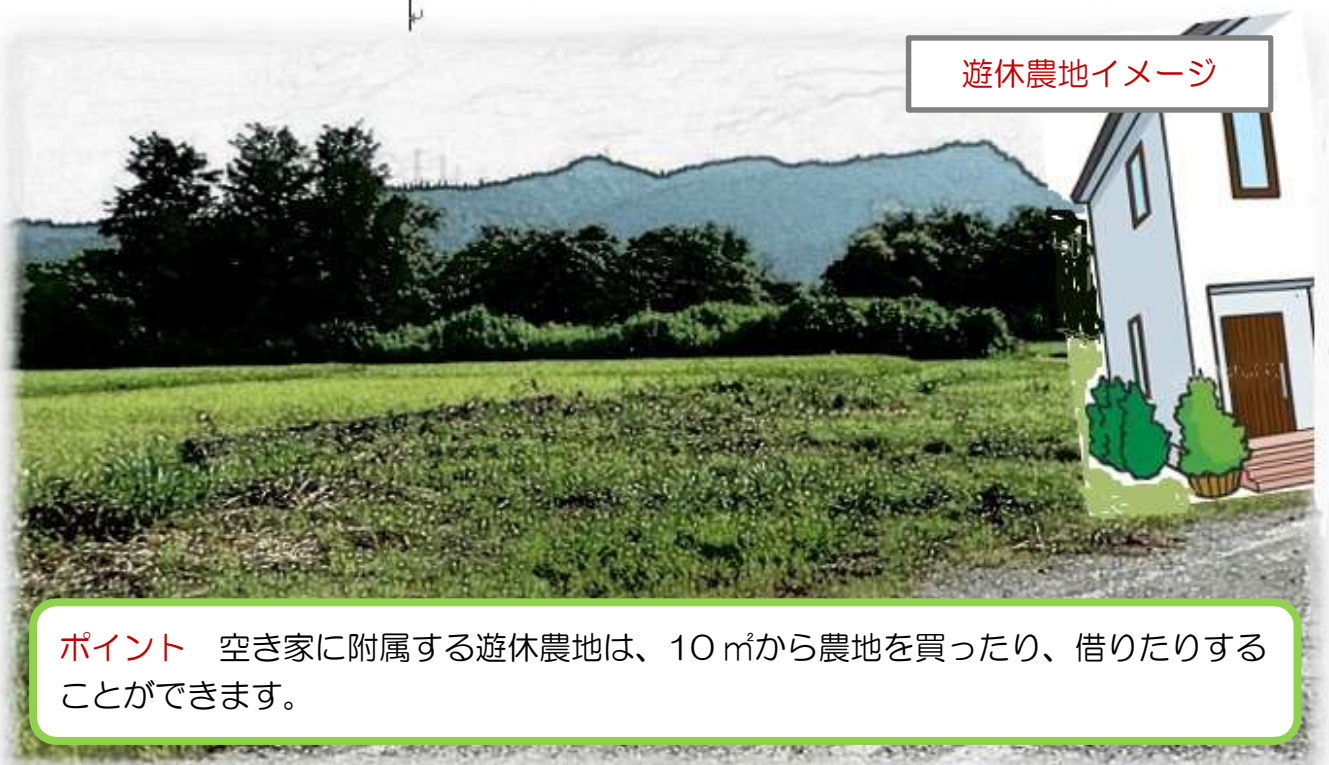 遊休農地イメージ
ポイント　空き家に附属する遊休農地は、10 ㎡から農地を買ったり、借りたりする
ことができます。